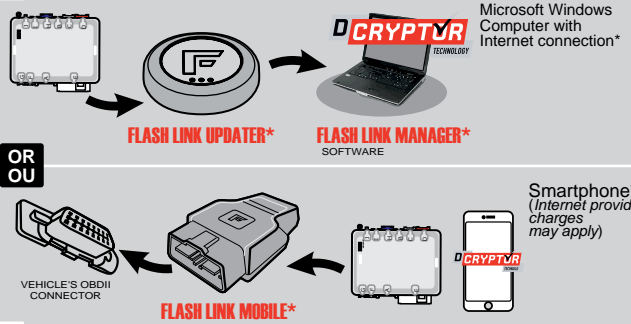 DCRYPTOR
TECHNOLOGY
Microsoft Windows
Computer with
Internet connection*
FLASH LINK UPDATER*
FLASH LINK MANAGER*
SOFTWARE
OR
OU
Smartphone
(Internet provid
charges
may apply)
DCRYPTOR
TECHNOLOGY
VEHICLE'S OBDII
CONNECTOR
FLASH LINK MOBILE*